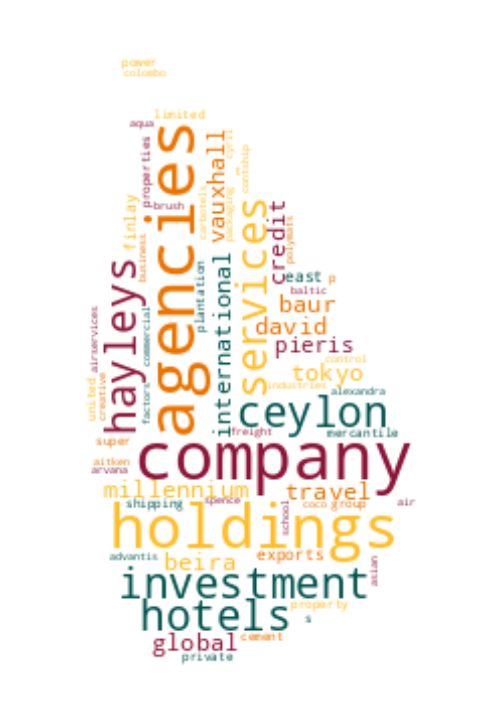 power
colombo
limited
aqua
agencies
properties
vauxhall
cyril
contship
brush
carbotels
packaging
finlay
business
services
credit
polymats
hayleys
plantation
international
east
p
baltic
baur
david
pieris
airservices
commercial
control
tokyo
united
creative
factors
industries
alexandra
ceylon
freight
mercantile
super
company
aitken
arvana
millennium
travel
shipping
spence
school
coco
group
air
holdings
advantis
beira
exports
asian
investment
hotels
property
s
global
cement
private